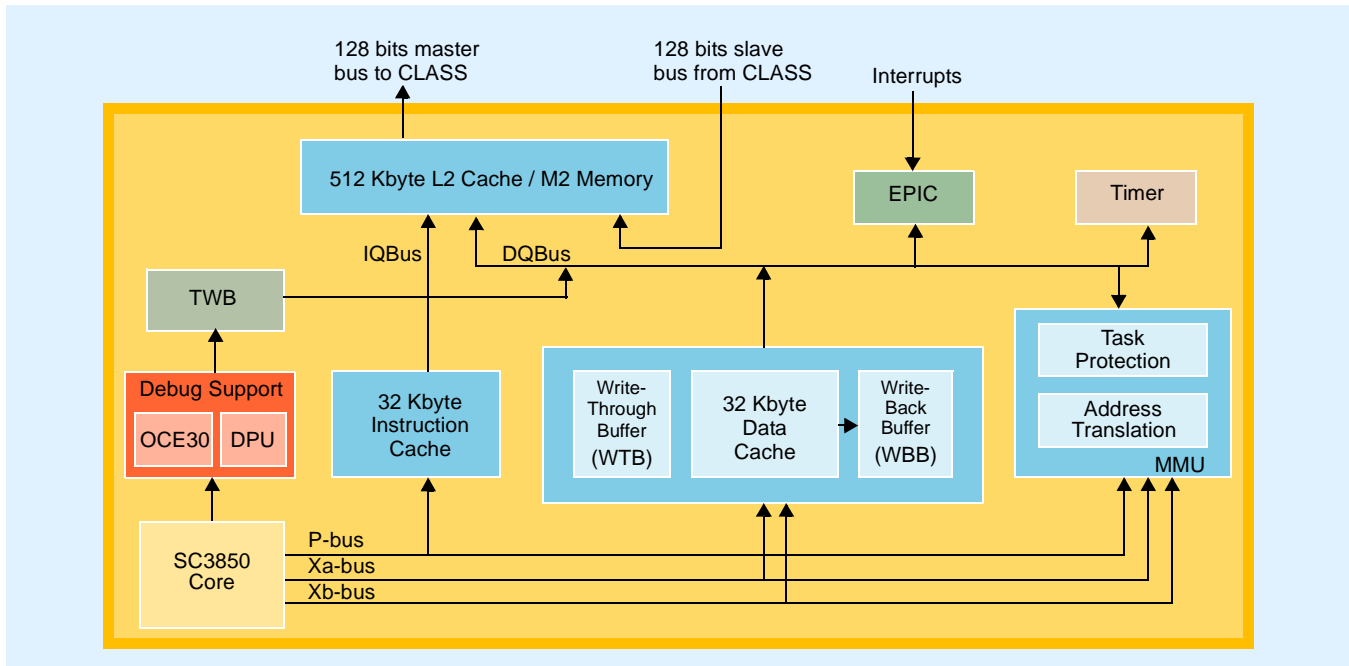 128 bits master
bus to CLASS
128 bits slave
bus from CLASS
Interrupts
512 Kbyte L2 Cache / M2 Memory
EPIC
Timer
IQBus
DQBus
TWB
Task
Protection
Address
Translation
MMU
Debug Support
OCE30
DPU
32 Kbyte
Instruction
Cache
Write-
Through
Buffer
(WTB)
32 Kbyte
Data
Cache
Write-
Back
Buffer
(WBB)
SC3850
Core
P-bus
Xa-bus
Xb-bus